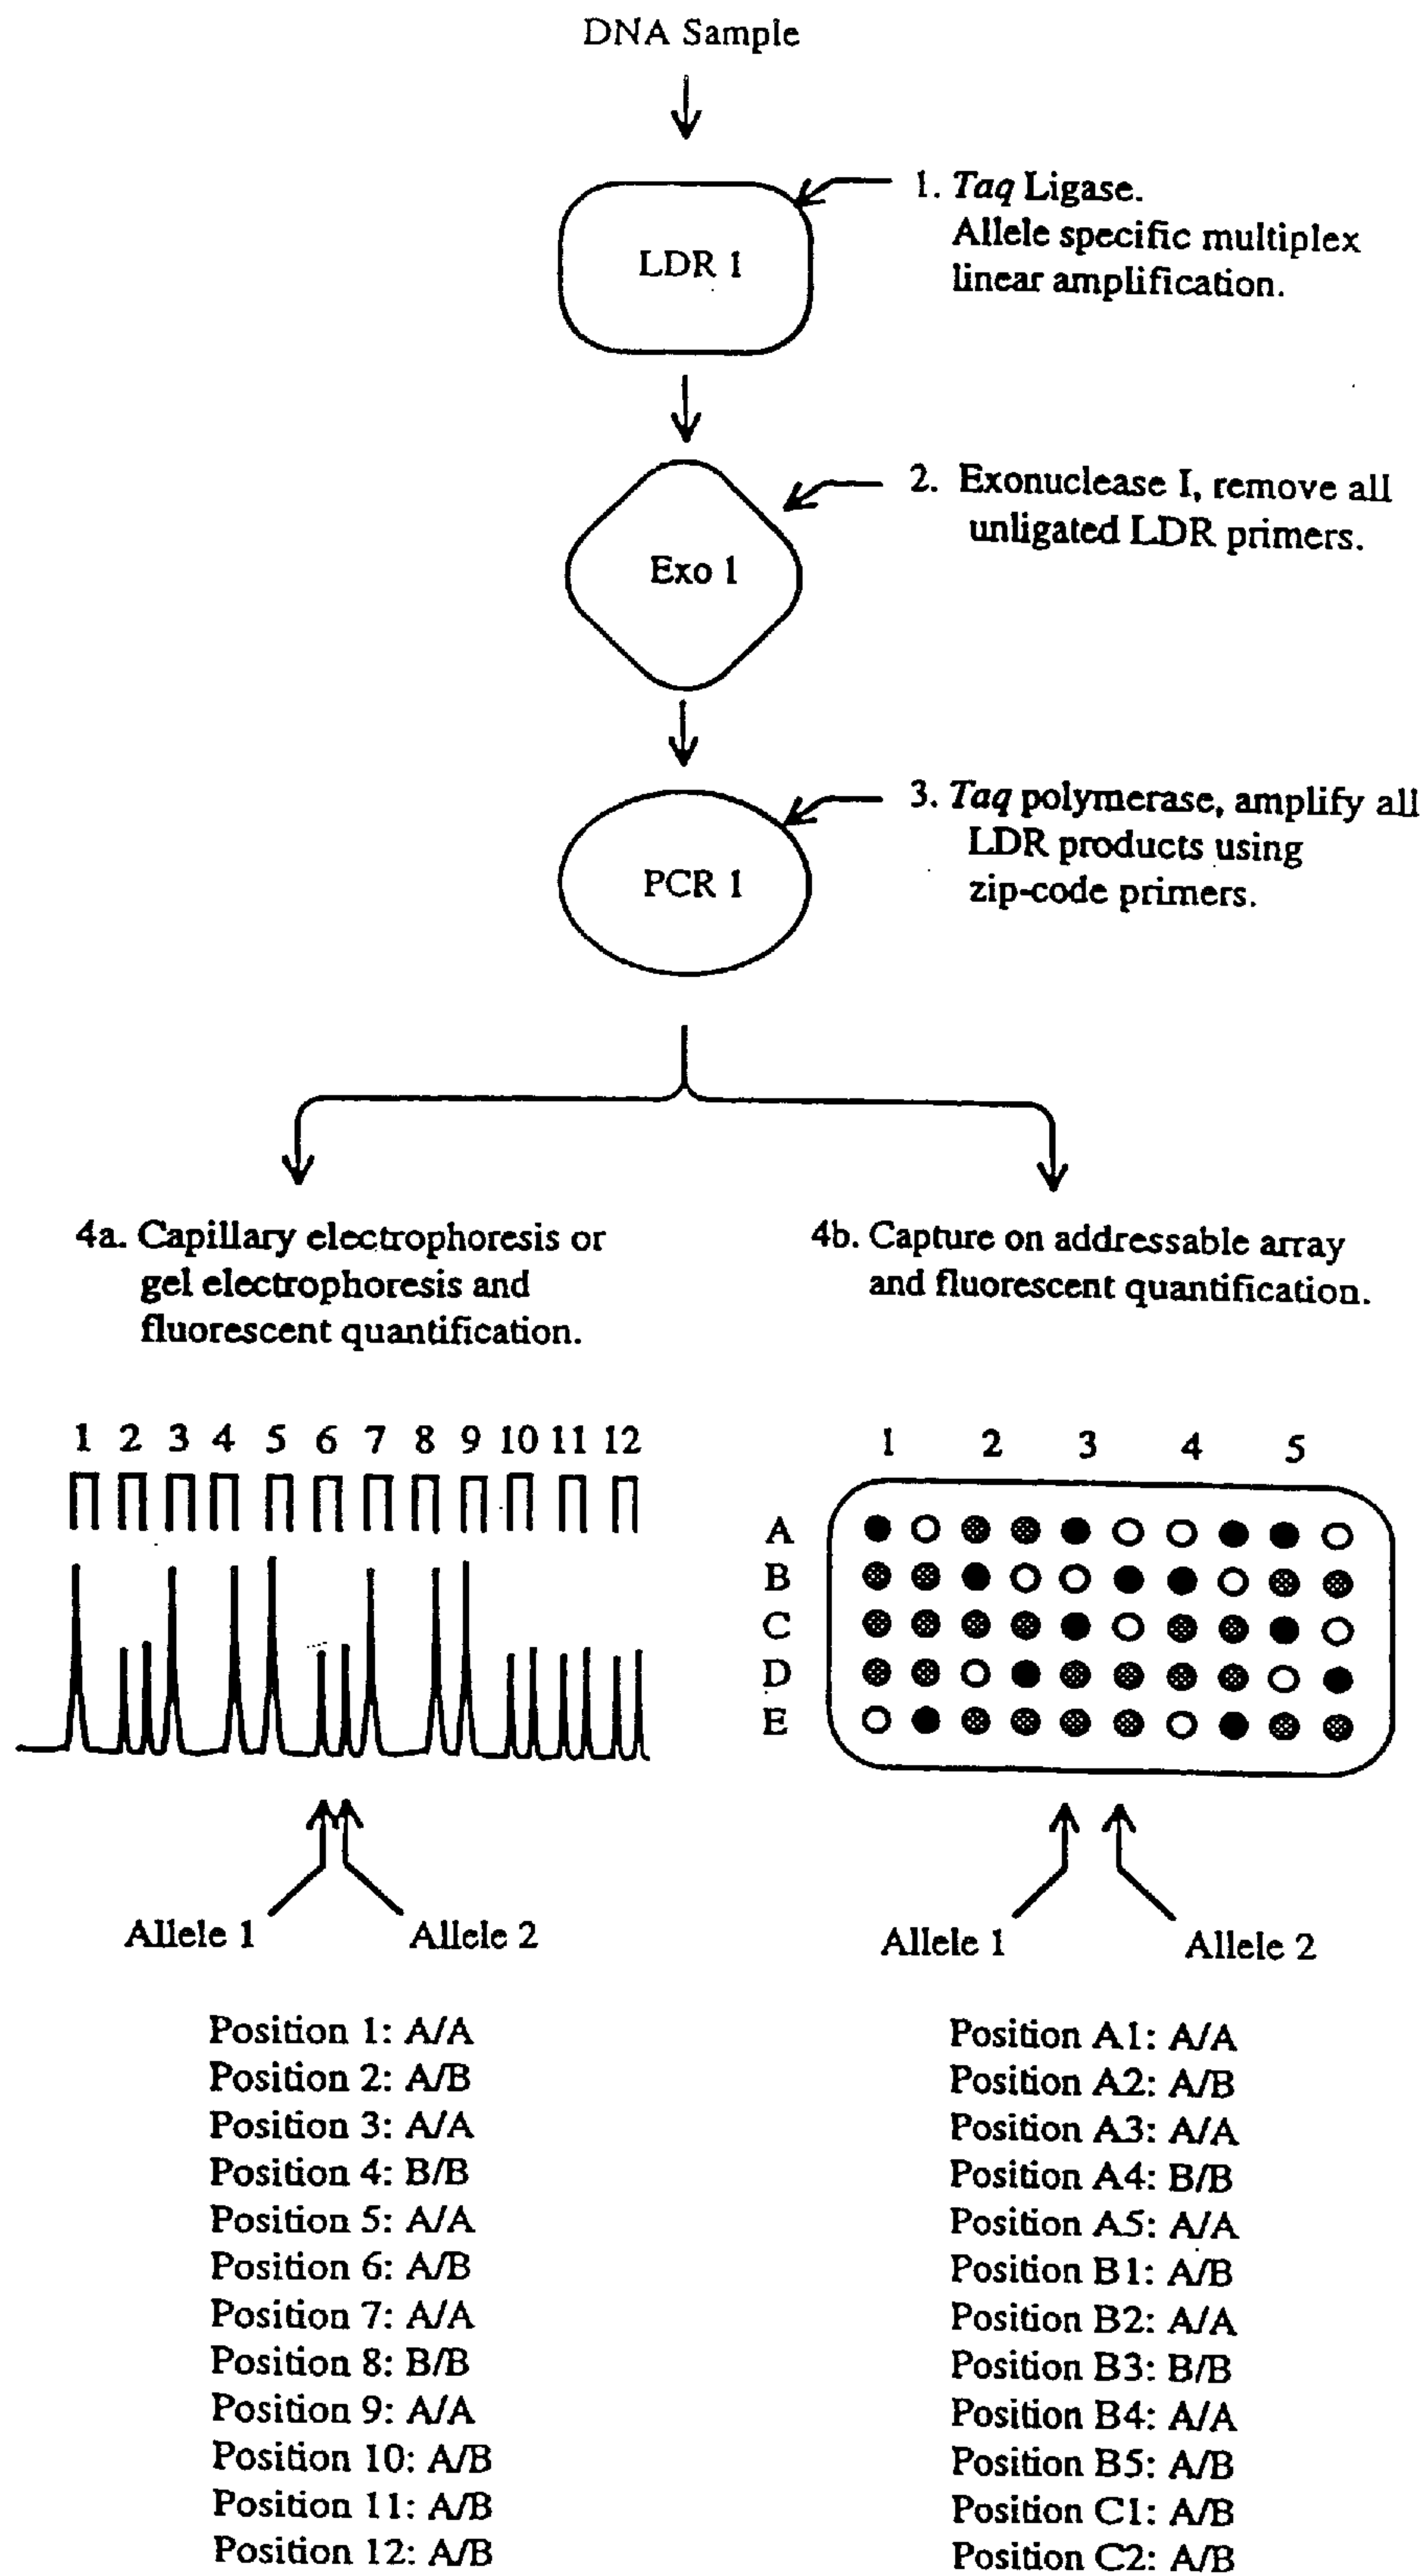 DNA Sample
LDR 1
1. Taq Ligase.
Allele specific multiplex
linear amplification.
Exo 1
2. Exonuclease I, remove all
unligated LDR primers.
PCR 1
3. Taq polymerase, amplify all
LDR products using
zip-code primers.
4a. Capillary electrophoresis or
gel electrophoresis and
fluorescent quantification.
4b. Capture on addressable array
and fluorescent quantification.
1 2 3 4 5 6 7 8 9 10 11 12
1 2 3 4 5
A
B
C
D
E
Allele 1
Allele 2
Allele 1
Allele 2
Position 1: A/A
Position 2: A/B
Position 3: A/A
Position 4: B/B
Position 5: A/A
Position 6: A/B
Position 7: A/A
Position 8: B/B
Position 9: A/A
Position 10: A/B
Position 11: A/B
Position 12: A/B
Position A1: A/A
Position A2: A/B
Position A3: A/A
Position A4: B/B
Position A5: A/A
Position B1: A/B
Position B2: A/A
Position B3: B/B
Position B4: A/A
Position B5: A/B
Position C1: A/B
Position C2: A/B